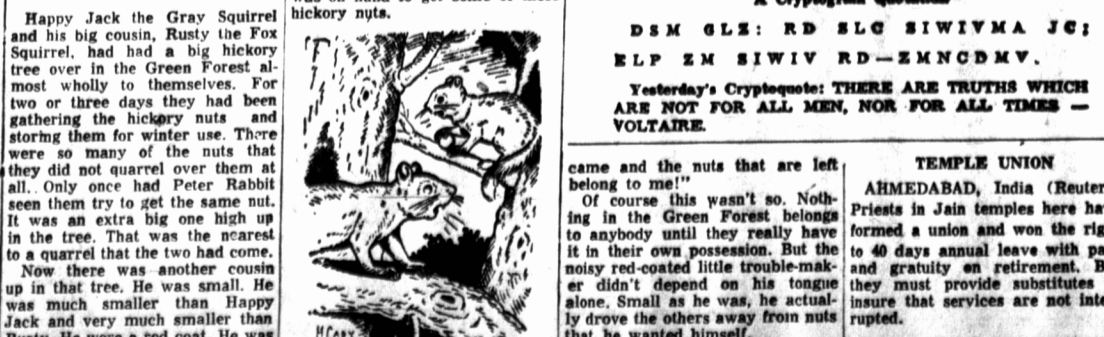 Happy Jack the Gray Squirrel
and his big cousin, Rusty the Fox
Squirrel, had had a big hickory
tree over in the Green Forest al-
most wholly to themselves. For
two or three days they had been
gathering the hickory nuts and
storing them for winter use. There
were so many of the nuts that
they did not quarrel over them at
all. Only once had Peter Rabbit
seen them try to get the same nut.
It was an extra big one high up
in the tree. That was the nearest
to a quarrel that the two had come.
Now there was another cousin
up in that tree. He was small. He
was much smaller than Happy
Jack and very much smaller than
hickory nuts.
A Cryptogram
DSM GLZ: RD SLC SIWIVMA JC;
ELP ZM SIWIV RD—ZMNCDMV.
Yesterday's Cryptoquote: THERE ARE TRUTHS WHICH
ARE NOT FOR ALL MEN, NOR FOR ALL TIMES —
VOLTAIRE.
came and the nuts that are left
belong to me!"
Of course this wasn't so. Noth-
ing in the Green Forest belongs
to anybody until they really have
it in their own possession. But the
noisy red-coated little trouble-mak-
er didn't depend on his tongue
alone. Small as he was, he actual-
ly drove the others away from nuts
that he wanted himself.
TEMPLE UNION
AHMEDABAD, India (Reuter
Priests in Jain temples here ha
formed a union and won the rig
to 40 days annual leave with pa
and gratuity on retirement. B
they must provide substitutes
insure that services are not inte
rupted.